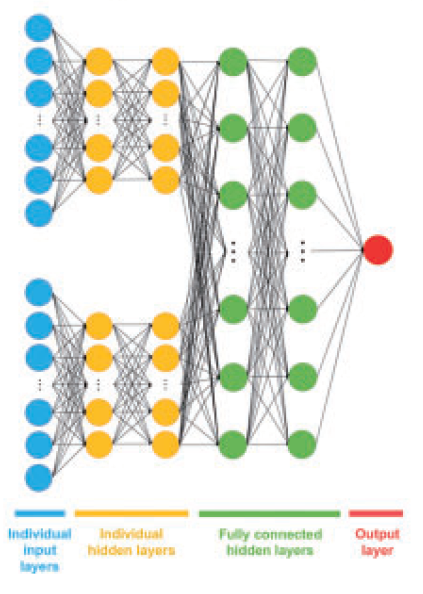 Individual
input
layers
Individual
hidden layers
Fully connected
hidden layers
Output
layer